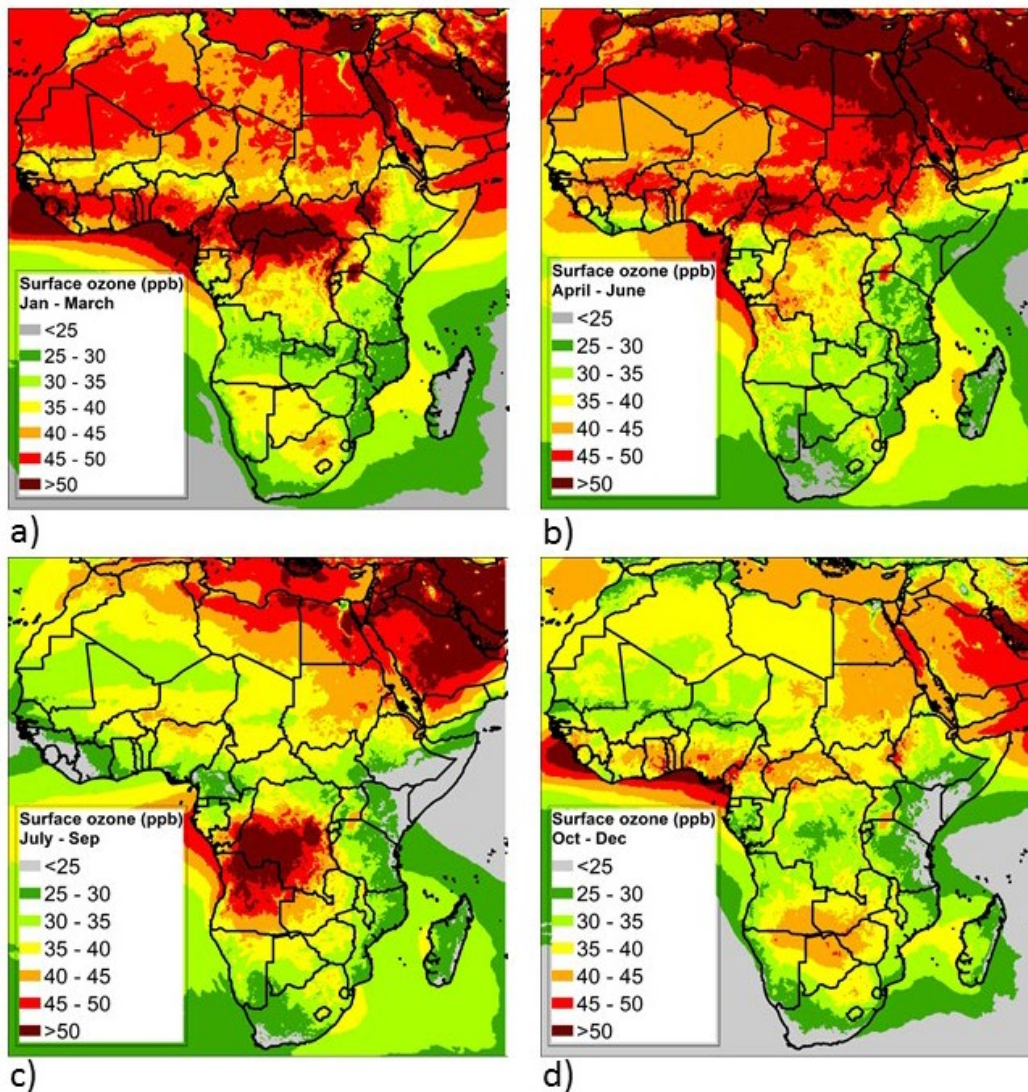 Surface ozone (ppb)
Jan - March
<25
25 - 30
30 - 35
35 - 40
40 - 45
45 - 50
>50
a)
Surface ozone (ppb)
April - June
<25
25 - 30
30 - 35
35 - 40
40 - 45
45 - 50
>50
b)
Surface ozone (ppb)
July - Sep
<25
25 - 30
30 - 35
35 - 40
40 - 45
45 - 50
>50
c)
Surface ozone (ppb)
Oct - Dec
<25
25 - 30
30 - 35
35 - 40
40 - 45
45 - 50
>50
d)